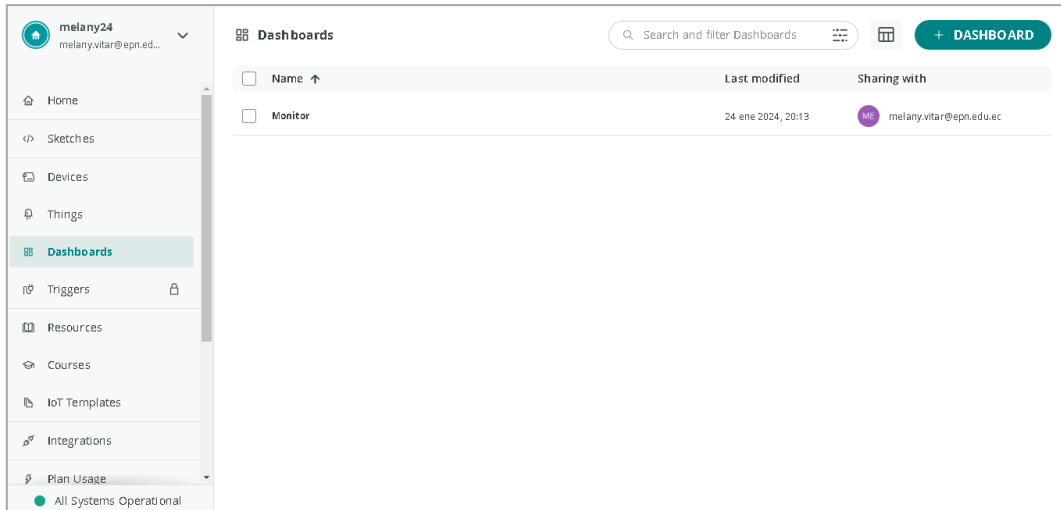 melany24
melany.vitar@epn.ed...
Home
</> Sketches
Devices
Things
Dashboards
Triggers
Resources
Courses
IoT Templates
Integrations
Plan Usage
All Systems Operational
Dashboards
Search and filter Dashboards
+ DASHBOARD
Name ↑ Last modified Sharing with
Monitor 24 ene 2024, 20:13 ME melany.vitar@epn.edu.ec